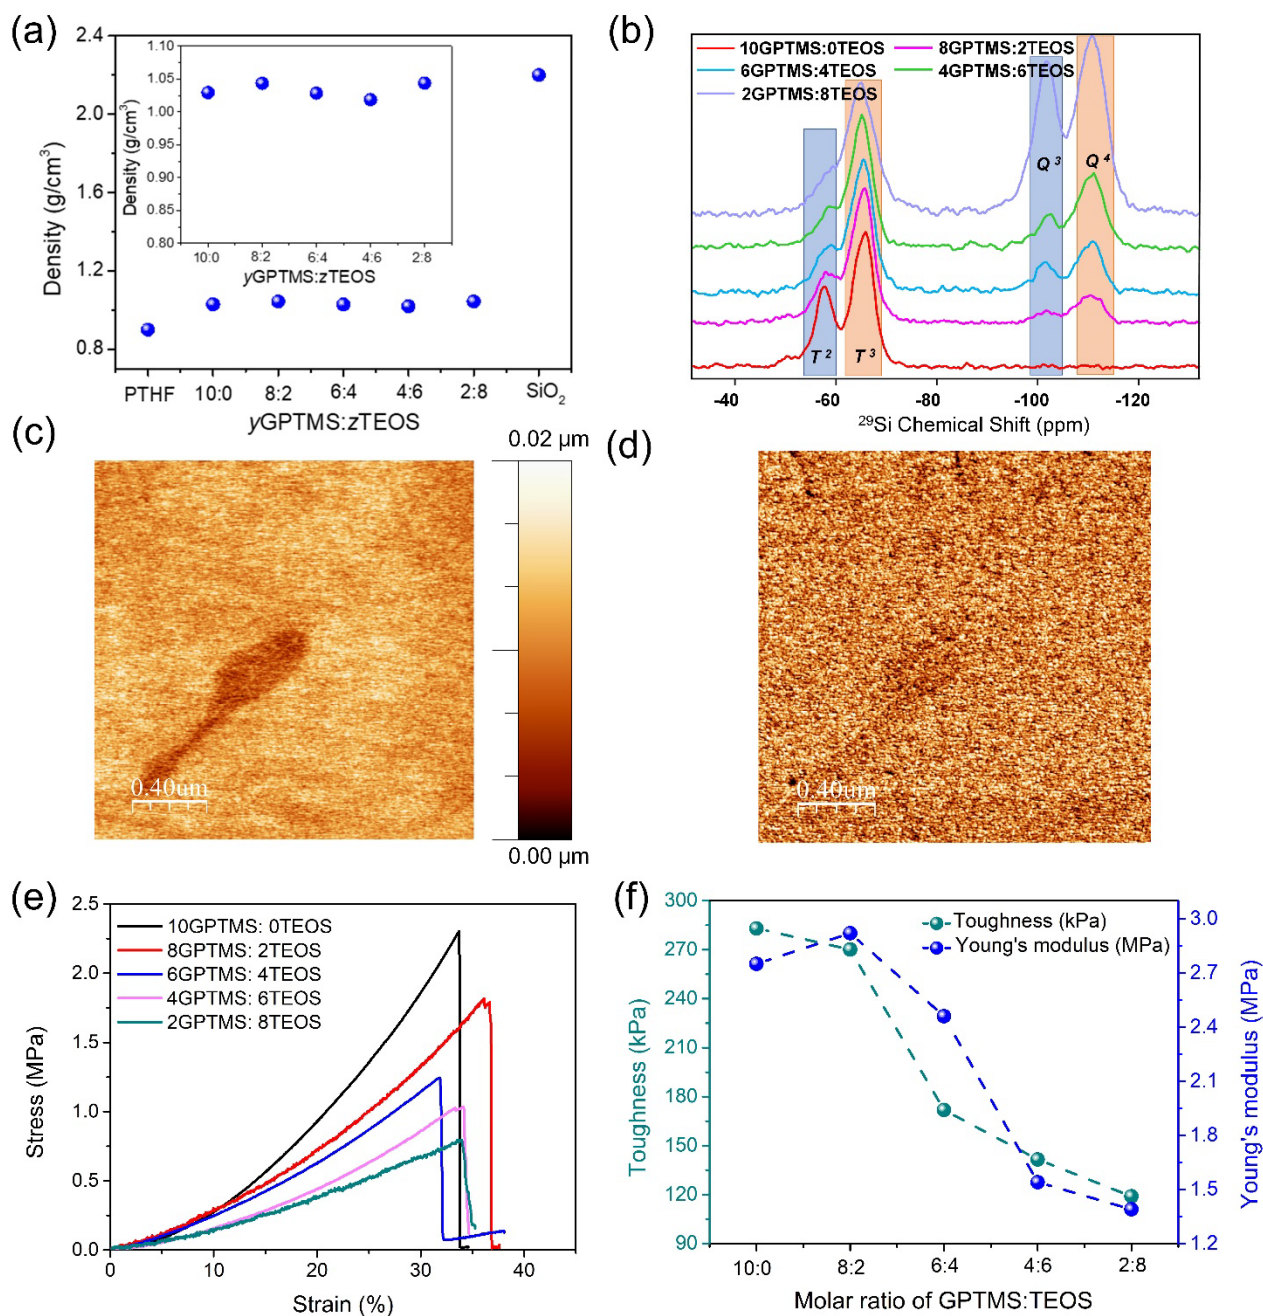 (a)
2.4
2.0
1.6
1.2
0.8
Density (g/cm³)
PTHF 10:0 8:2 6:4 4:6 2:8 SiO₂
yGPTMS:zTEOS
1.10
1.05
1.00
0.95
0.90
0.85
0.80
Density (g/cm³)
10:0 8:2 6:4 4:6 2:8
yGPTMS:zTEOS
(b)
10GPTMS:0TEOS 8GPTMS:2TEOS
6GPTMS:4TEOS 4GPTMS:6TEOS
2GPTMS:8TEOS
Q³ Q⁴
T² T³
-40 -60 -80 -100 -120
²⁹Si Chemical Shift (ppm)
(c)
0.02 µm
0.40um
0.00 µm
(d)
0.40um
(e)
2.5
2.0
1.5
1.0
0.5
0.0
Stress (MPa)
10GPTMS: 0TEOS
8GPTMS: 2TEOS
6GPTMS: 4TEOS
4GPTMS: 6TEOS
2GPTMS: 8TEOS
0 10 20 30 40
Strain (%)
(f)
300
270
240
210
180
150
120
90
Toughness (kPa)
Toughness (kPa)
Young's modulus (MPa)
3.0
2.7
2.4
2.1
1.8
1.5
1.2
Young's modulus (MPa)
10:0 8:2 6:4 4:6 2:8
Molar ratio of GPTMS:TEOS